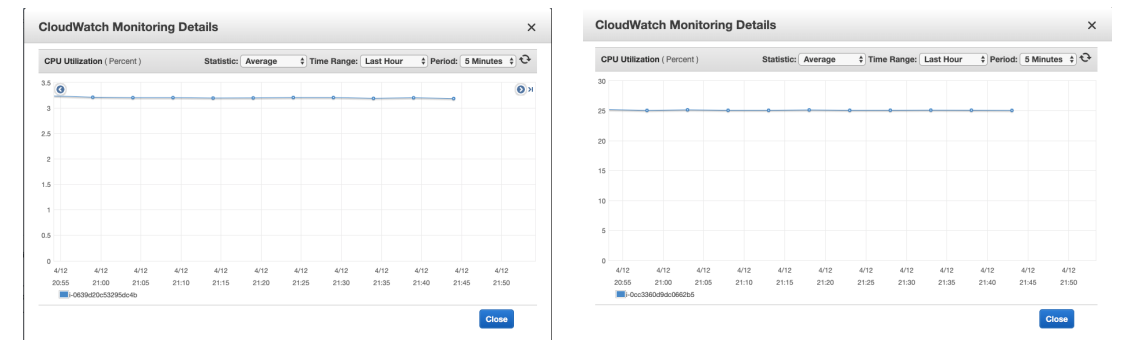 CloudWatch Monitoring Details
CPU Utilization ( Percent ) Statistic: Average Time Range: Last Hour Period: 5 Minutes
3.5
3
2.5
2
1.5
1
0.5
0
4/12 4/12 4/12 4/12 4/12 4/12 4/12 4/12 4/12 4/12 4/12 4/12
20:55 21:00 21:05 21:10 21:15 21:20 21:25 21:30 21:35 21:40 21:45 21:50
i-0639d20c53295dc4b
Close
CloudWatch Monitoring Details
CPU Utilization ( Percent ) Statistic: Average Time Range: Last Hour Period: 5 Minutes
30
25
20
15
10
5
0
4/12 4/12 4/12 4/12 4/12 4/12 4/12 4/12 4/12 4/12 4/12 4/12
20:55 21:00 21:05 21:10 21:15 21:20 21:25 21:30 21:35 21:40 21:45 21:50
i-0cc3360d9dc0662b5
Close